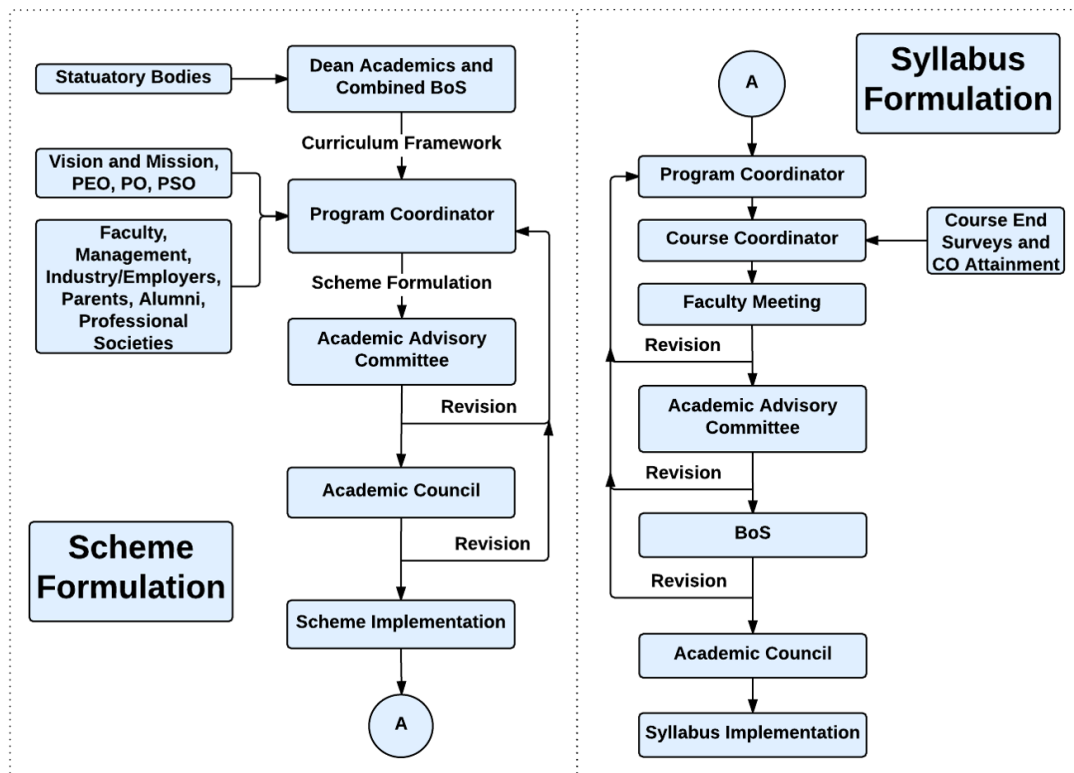 Statuatory Bodies
Dean Academics and
Combined BoS
Curriculum Framework
Vision and Mission,
PEO, PO, PSO
Program Coordinator
Faculty,
Management,
Industry/Employers,
Parents, Alumni,
Professional
Societies
Scheme Formulation
Academic Advisory
Committee
Revision
Academic Council
Revision
Scheme
Formulation
Scheme Implementation
A
Syllabus
Formulation
A
Program Coordinator
Course Coordinator
Course End
Surveys and
CO Attainment
Faculty Meeting
Revision
Academic Advisory
Committee
Revision
BoS
Revision
Academic Council
Syllabus Implementation